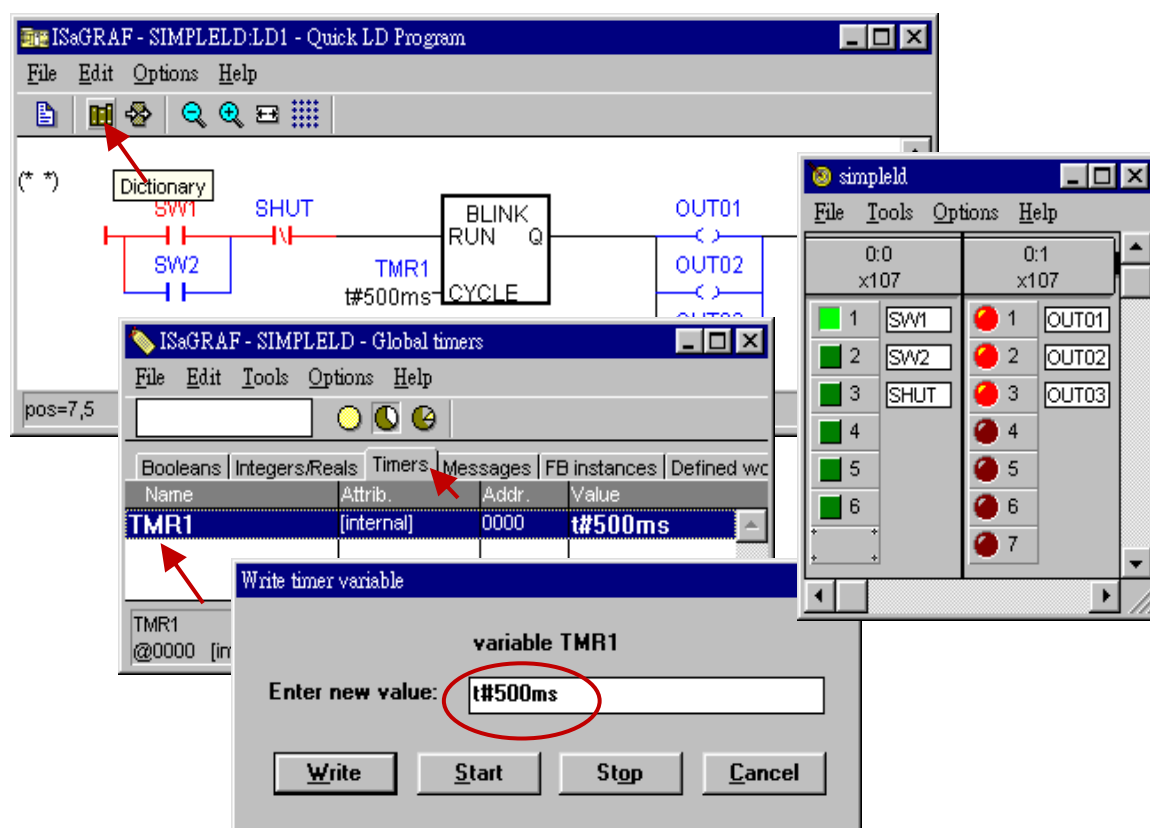 ISaGRAF - SIMPLELD:LD1 - Quick LD Program
File Edit Options Help
(* *)
Dictionary
SW1 SHUT BLINK OUT01
RUN Q
SW2 TMR1 OUT02
t#500ms CYCLE
pos=7,5
ISaGRAF - SIMPLELD - Global timers
File Edit Tools Options Help
Booleans Integers/Reals Timers Messages FB instances Defined
Name Attrib. Addr. Value
TMR1 [internal] 0000 t#500ms
TMR1
@0000
Write timer variable
variable TMR1
Enter new value: t#500ms
Write Start Stop Cancel
simpleld
File Tools Options Help
0:0 0:1
x107 x107
1 SW1 1 OUT01
2 SW2 2 OUT02
3 SHUT 3 OUT03
4 4
5 5
6 6
7